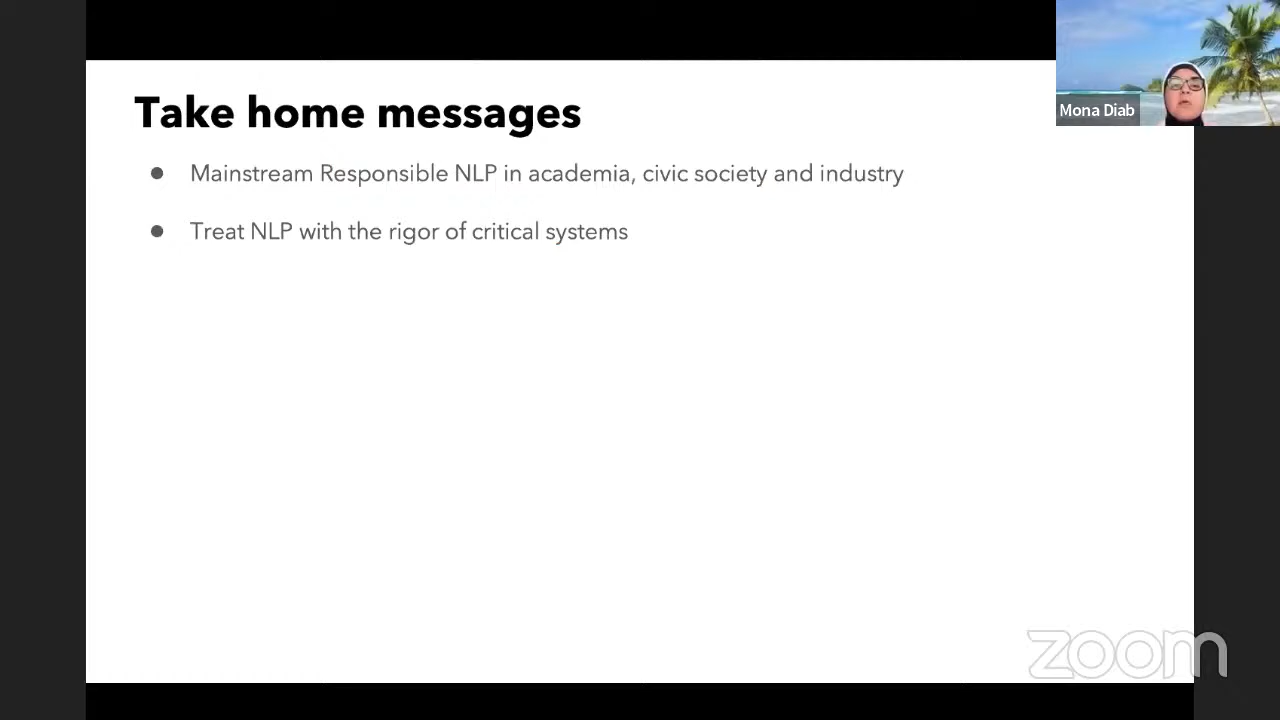 Take home messages
Mona Diab
● Mainstream Responsible NLP in academia, civic society and industry
● Treat NLP with the rigor of critical systems
zoom